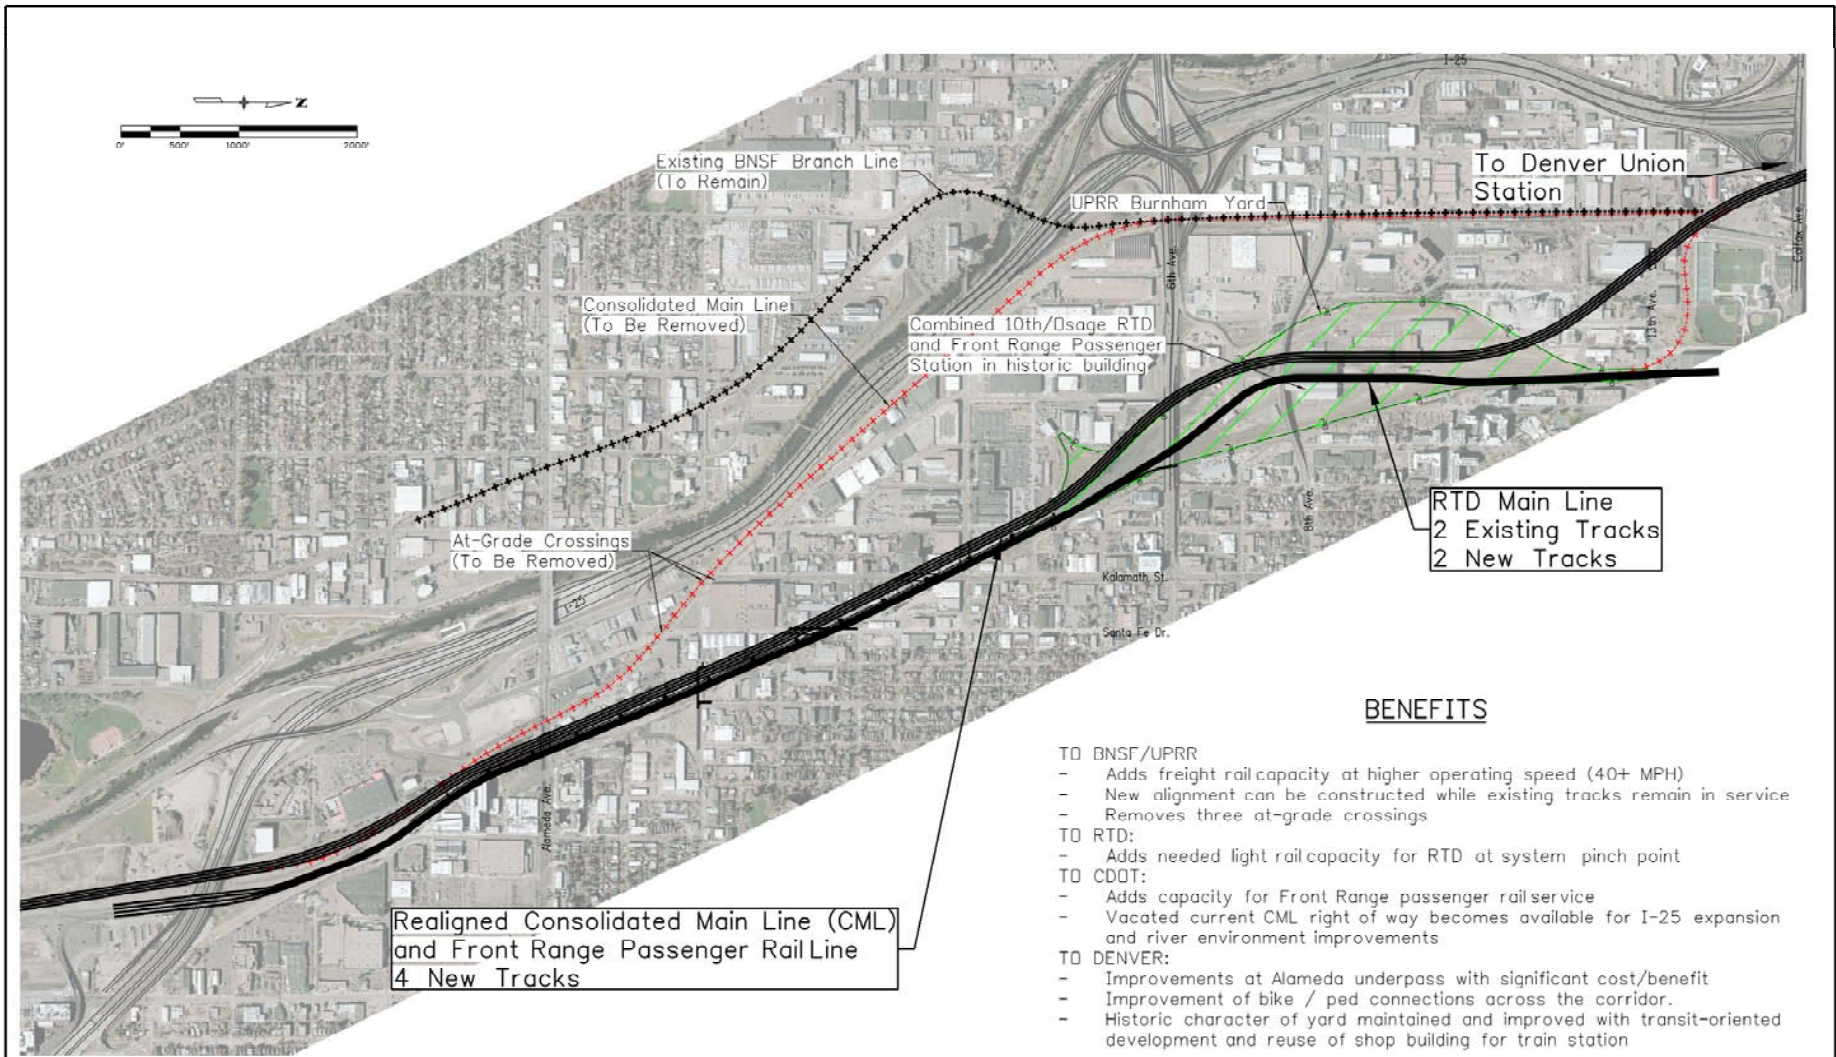 I-25
Z
0'
500'
1000'
2000'
Existing BNSF Branch Line
(To Remain)
To Denver Union
Station
UPRR Burnham Yard
Colfax Ave.
6th Ave.
13th Ave.
Consolidated Main Line
(To Be Removed)
Combined 10th/Osage RTD
and Front Range Passenger
Station in historic building
RTD Main Line
2 Existing Tracks
2 New Tracks
8th Ave.
At-Grade Crossings
(To Be Removed)
I-25
Kalamath St.
Santa Fe Dr.
Alameda Ave.
Realigned Consolidated Main Line (CML)
and Front Range Passenger Rail Line
4 New Tracks
BENEFITS
TO BNSF/UPRR
- Adds freight rail capacity at higher operating speed (40+ MPH)
- New alignment can be constructed while existing tracks remain in service
- Removes three at-grade crossings
TO RTD:
- Adds needed light rail capacity for RTD at system pinch point
TO CDOT:
- Adds capacity for Front Range passenger rail service
- Vacated current CML right of way becomes available for I-25 expansion
and river environment improvements
TO DENVER:
- Improvements at Alameda underpass with significant cost/benefit
- Improvement of bike / ped connections across the corridor.
- Historic character of yard maintained and improved with transit-oriented
development and reuse of shop building for train station